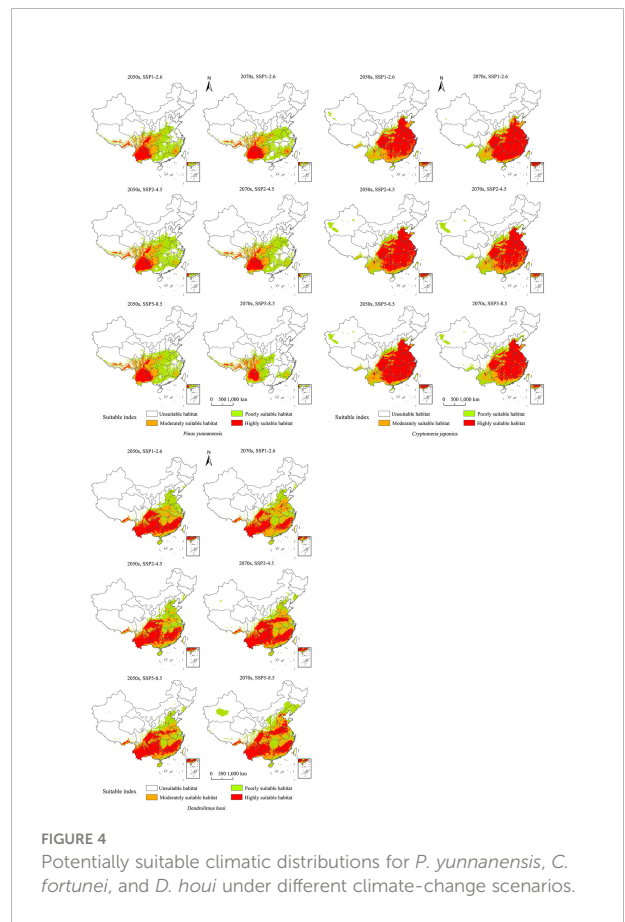 2050s, SSP1-2.6
N
2070s, SSP1-2.6
2050s, SSP1-2.6
N
2070s, SSP1-2.6
2050s, SSP2-4.5
2070s, SSP2-4.5
2050s, SSP2-4.5
2070s, SSP2-4.5
2050s, SSP5-8.5
2070s, SSP5-8.5
2050s, SSP5-8.5
2070s, SSP5-8.5
0 500 1,000 km
0 500 1,000 km
Suitable index
Unsuitable habitat
Poorly suitable habitat
Moderately suitable habitat
Highly suitable habitat
Pinus yunnanensis
Suitable index
Unsuitable habitat
Poorly suitable habitat
Moderately suitable habitat
Highly suitable habitat
Cryptomeria japonica
2050s, SSP1-2.6
N
2070s, SSP1-2.6
2050s, SSP2-4.5
2070s, SSP2-4.5
2050s, SSP5-8.5
2070s, SSP5-8.5
0 500 1,000 km
Suitable index
Unsuitable habitat
Poorly suitable habitat
Moderately suitable habitat
Highly suitable habitat
Dendrolimus houi
FIGURE 4
Potentially suitable climatic distributions for P. yunnanensis, C.
fortunei, and D. houi under different climate-change scenarios.